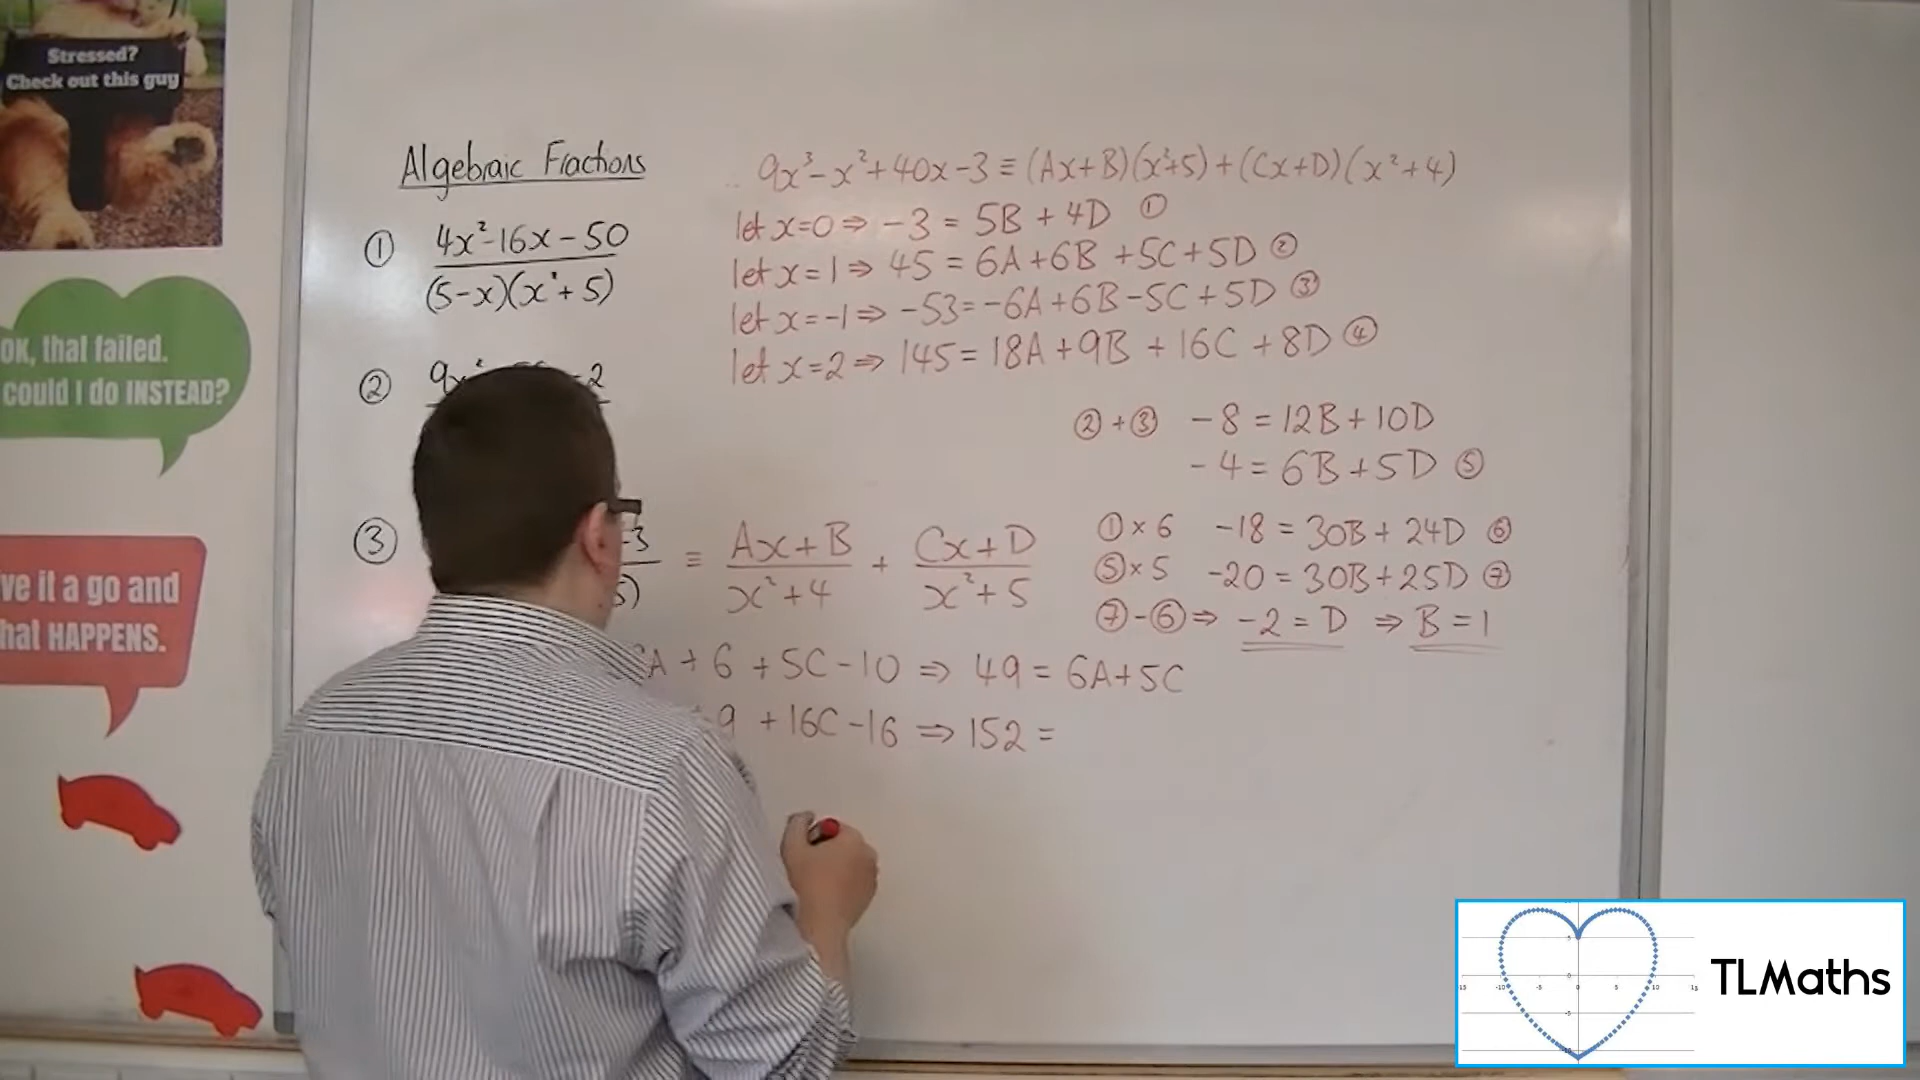 Stressed?
Check out this guy
OK, that failed.
could I do INSTEAD?
ve it a go and
hat HAPPENS.
Algebraic Fractions
① 4x²-16x-50
(5-x)(x²+5)
②
-2
③
-3
5)
≡ Ax+B + Cx+D
x²+4 x²+5
9x³-x²+40x-3 ≡ (Ax+B)(x²+5)+(Cx+D)(x²+4)
let x=0 ⇒ -3 = 5B + 4D ①
let x=1 ⇒ 45 = 6A+6B+5C+5D ②
let x=-1 ⇒ -53=-6A+6B-5C+5D ③
let x=2 ⇒ 145=18A+9B+16C+8D ④
②+③ -8=12B+10D
-4=6B+5D ⑤
①×6 -18=30B+24D ⑥
⑤×5 -20=30B+25D ⑦
⑦-⑥⇒ -2=D ⇒ B=1
A+6+5C-10 ⇒ 49=6A+5C
+9+16C-16 ⇒ 152=
TLMaths